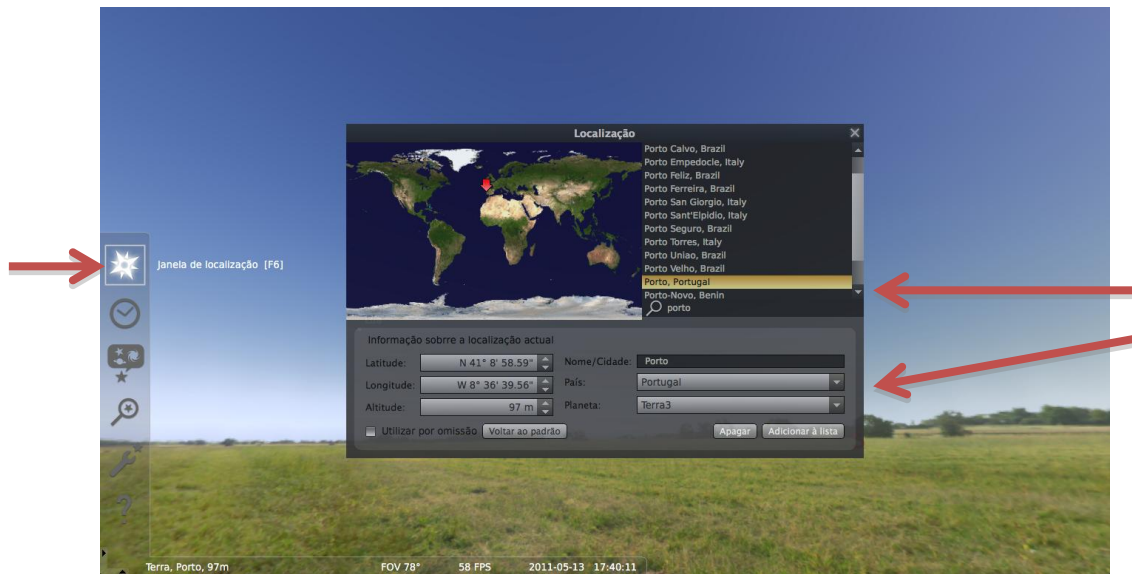 Localização
Porto Calvo, Brazil
Porto Empedocle, Italy
Porto Feliz, Brazil
Porto Ferreira, Brazil
Porto San Giorgio, Italy
Porto Sant'Elpidio, Italy
Porto Seguro, Brazil
Porto Torres, Italy
Porto Uniao, Brazil
Porto Velho, Brazil
Porto, Portugal
Porto-Novo, Benin
porto
Janela de localização [F6]
Informação sobrre a localização actual
Latitude: N 41° 8' 58.59" Nome/Cidade: Porto
Longitude: W 8° 36' 39.56" País: Portugal
Altitude: 97 m Planeta: Terra3
Utilizar por omissão Voltar ao padrão Apagar Adicionar à lista
Terra, Porto, 97m FOV 78° 58 FPS 2011-05-13 17:40:11